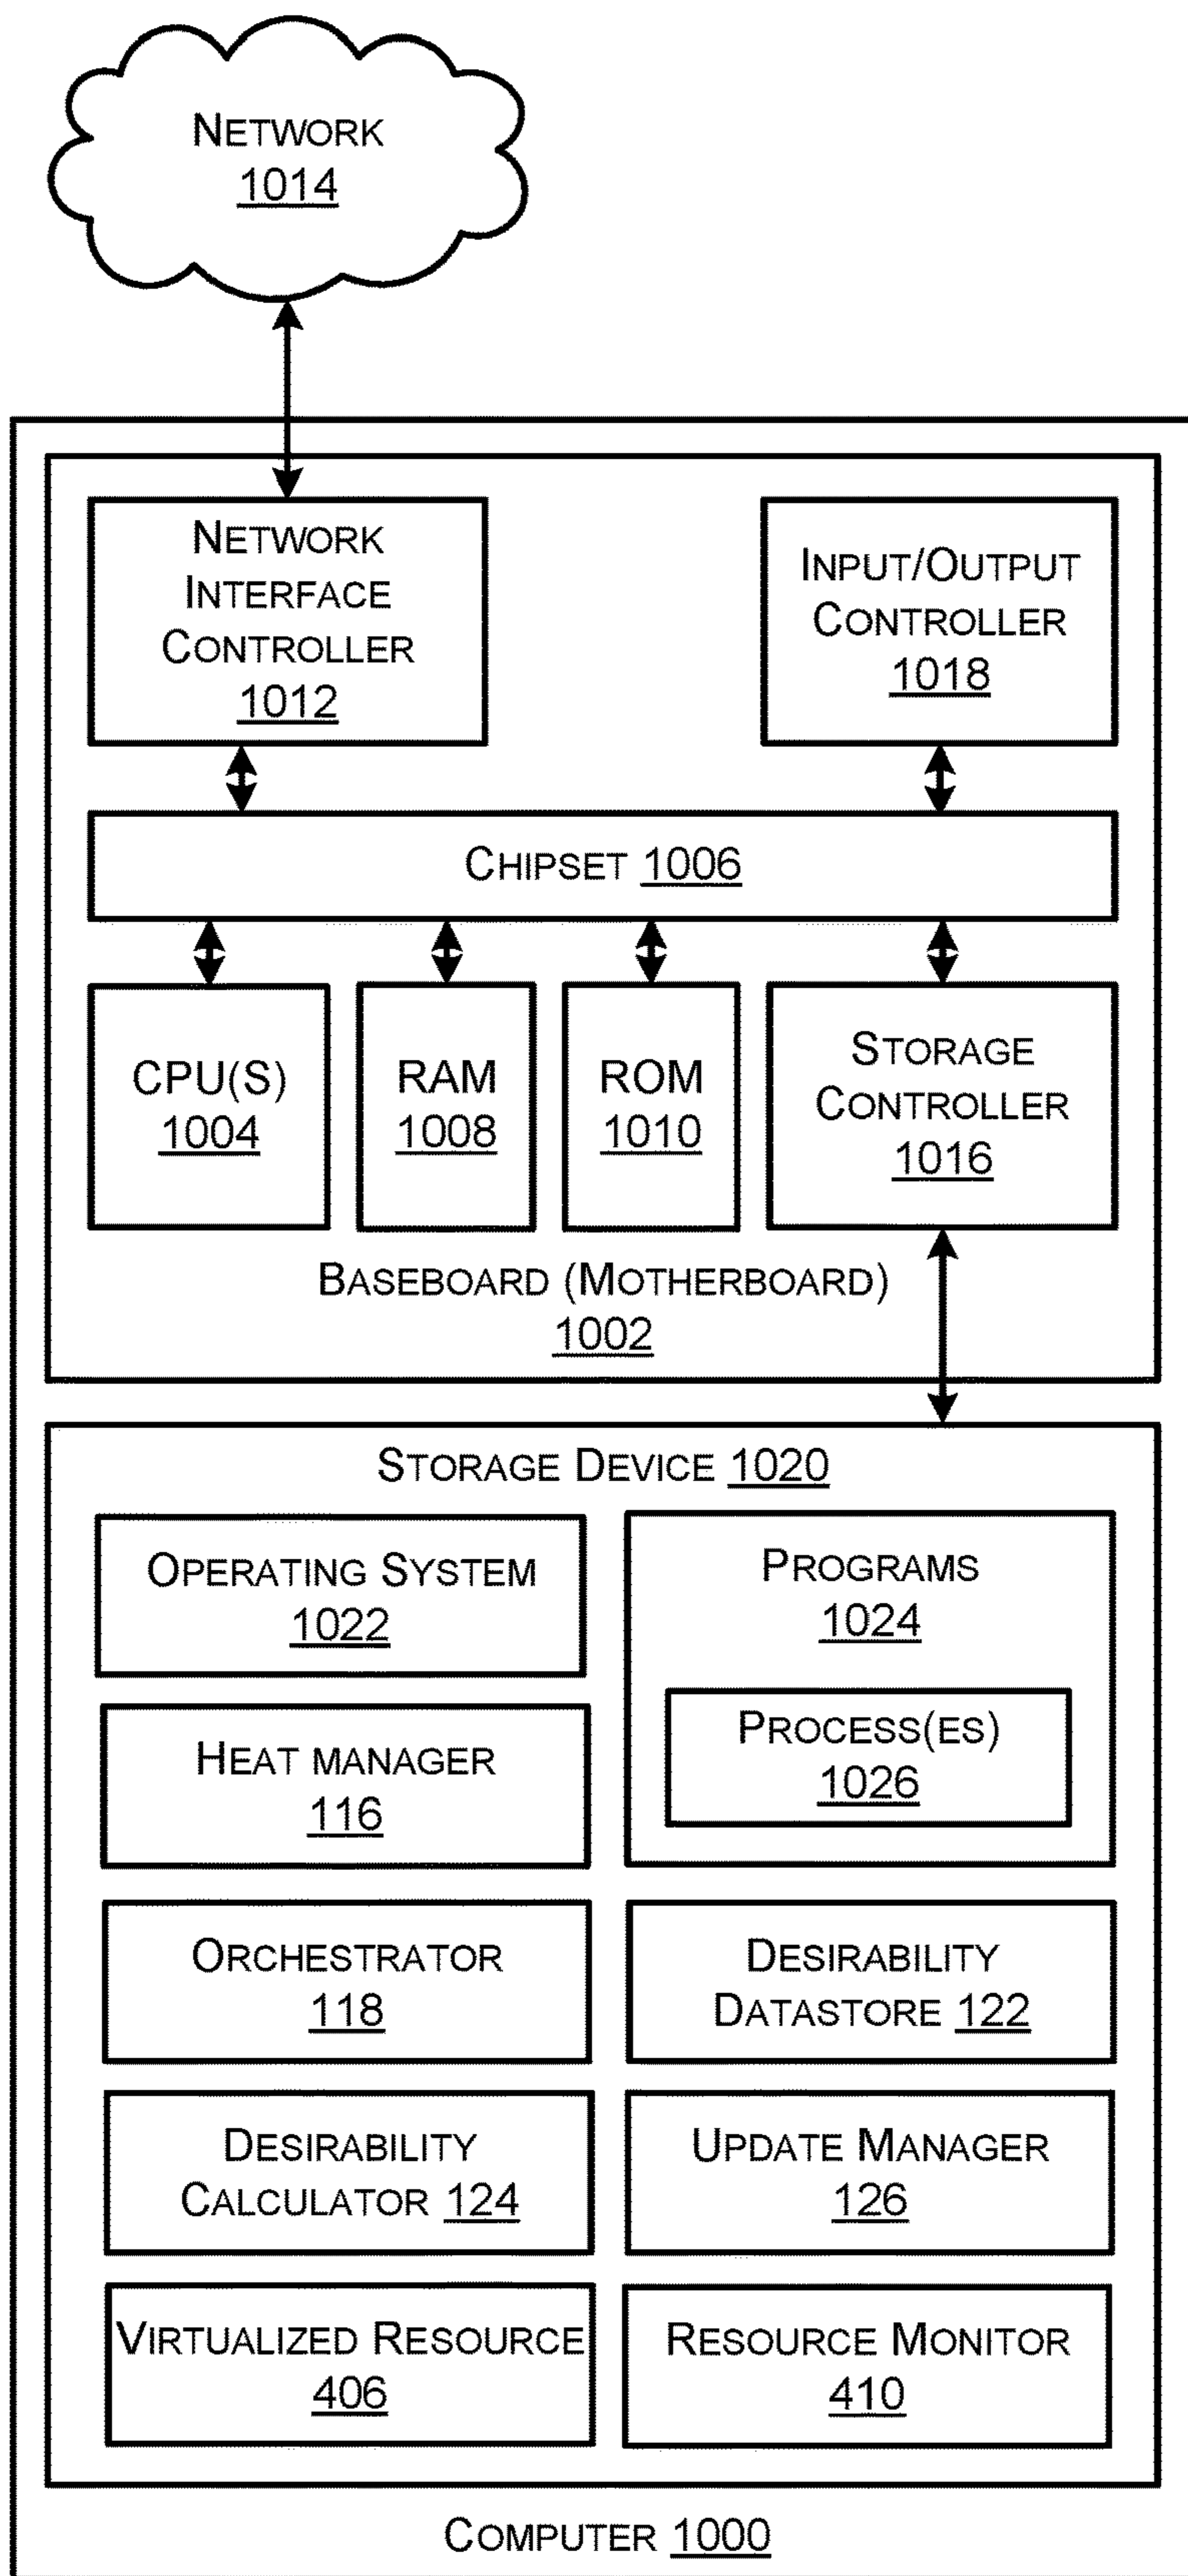 NETWORK
1014
NETWORK
INTERFACE
CONTROLLER
1012
INPUT/OUTPUT
CONTROLLER
1018
CHIPSET 1006
CPU(S)
1004
RAM
1008
ROM
1010
STORAGE
CONTROLLER
1016
BASEBOARD (MOTHERBOARD)
1002
STORAGE DEVICE 1020
OPERATING SYSTEM
1022
PROGRAMS
1024
PROCESS(ES)
1026
HEAT MANAGER
116
ORCHESTRATOR
118
DESIRABILITY
DATASTORE 122
DESIRABILITY
CALCULATOR 124
UPDATE MANAGER
126
VIRTUALIZED RESOURCE
406
RESOURCE MONITOR
410
COMPUTER 1000